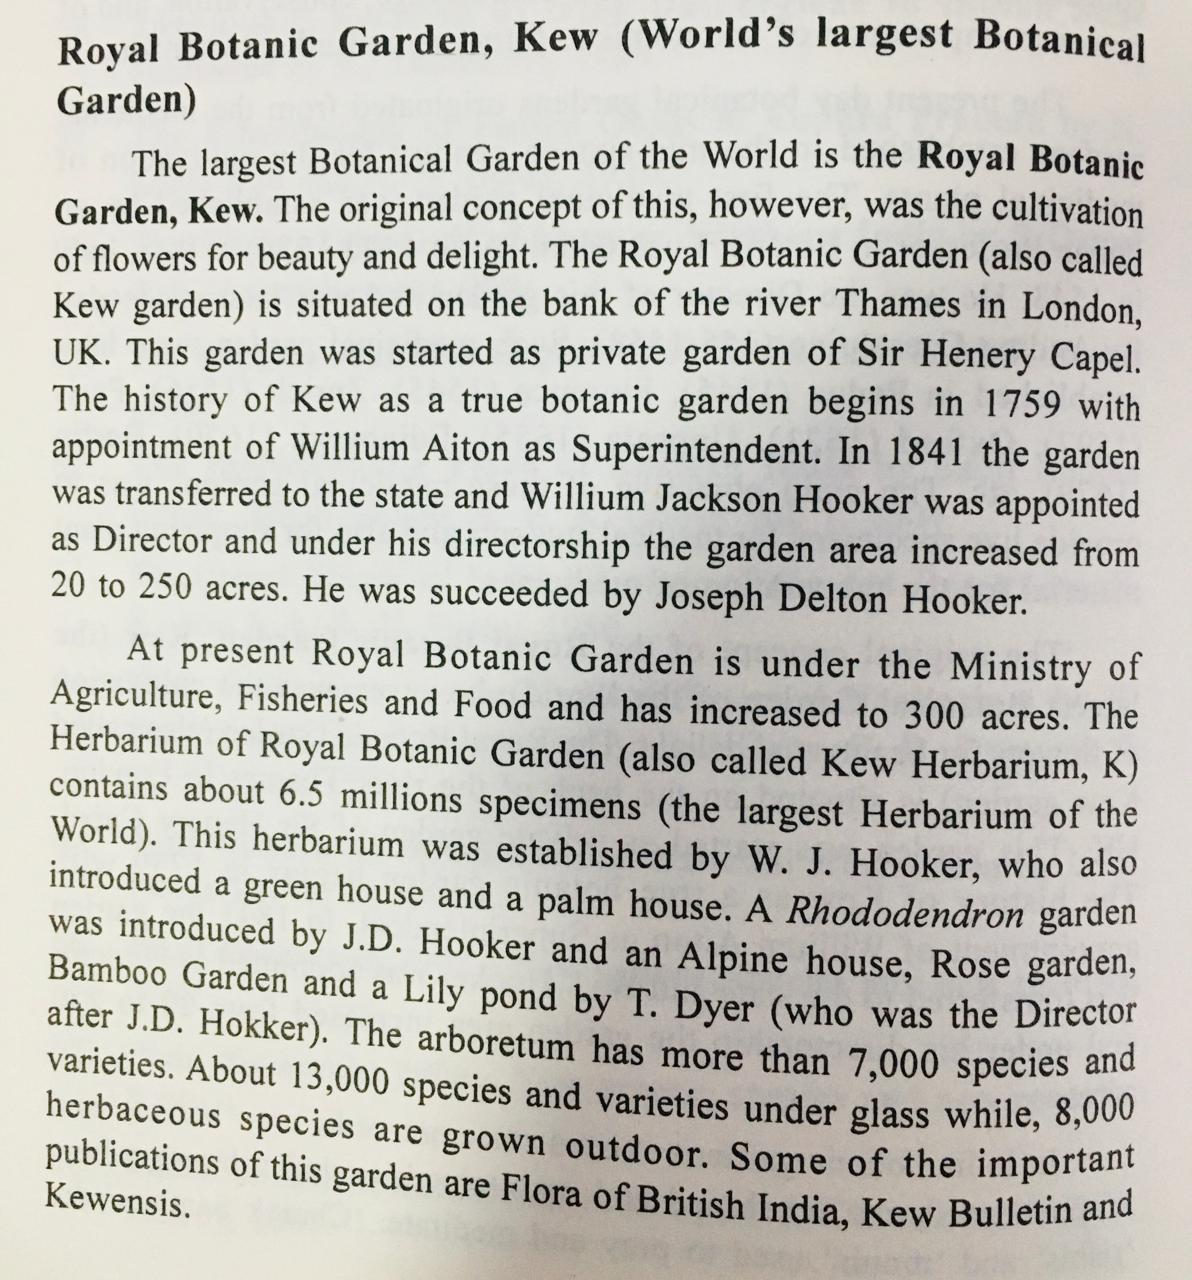 Royal Botanic Garden, Kew (World's largest Botanical
Garden)
The largest Botanical Garden of the World is the Royal Botanic
Garden, Kew. The original concept of this, however, was the cultivation
of flowers for beauty and delight. The Royal Botanic Garden (also called
Kew garden) is situated on the bank of the river Thames in London,
UK. This garden was started as private garden of Sir Henery Capel.
The history of Kew as a true botanic garden begins in 1759 with
appointment of Willium Aiton as Superintendent. In 1841 the garden
was transferred to the state and Willium Jackson Hooker was appointed
as Director and under his directorship the garden area increased from
20 to 250 acres. He was succeeded by Joseph Delton Hooker.
At present Royal Botanic Garden is under the Ministry of
Agriculture, Fisheries and Food and has increased to 300 acres. The
Herbarium of Royal Botanic Garden (also called Kew Herbarium, K)
contains about 6.5 millions specimens (the largest Herbarium of the
World). This herbarium was established by W. J. Hooker, who also
introduced a green house and a palm house. A Rhododendron garden
was introduced by J.D. Hooker and an Alpine house, Rose garden,
Bamboo Garden and a Lily pond by T. Dyer (who was the Director
after J.D. Hokker). The arboretum has more than 7,000 species and
varieties. About 13,000 species and varieties under glass while, 8,000
herbaceous species are grown outdoor. Some of the important
publications of this garden are Flora of British India, Kew Bulletin and
Kewensis.